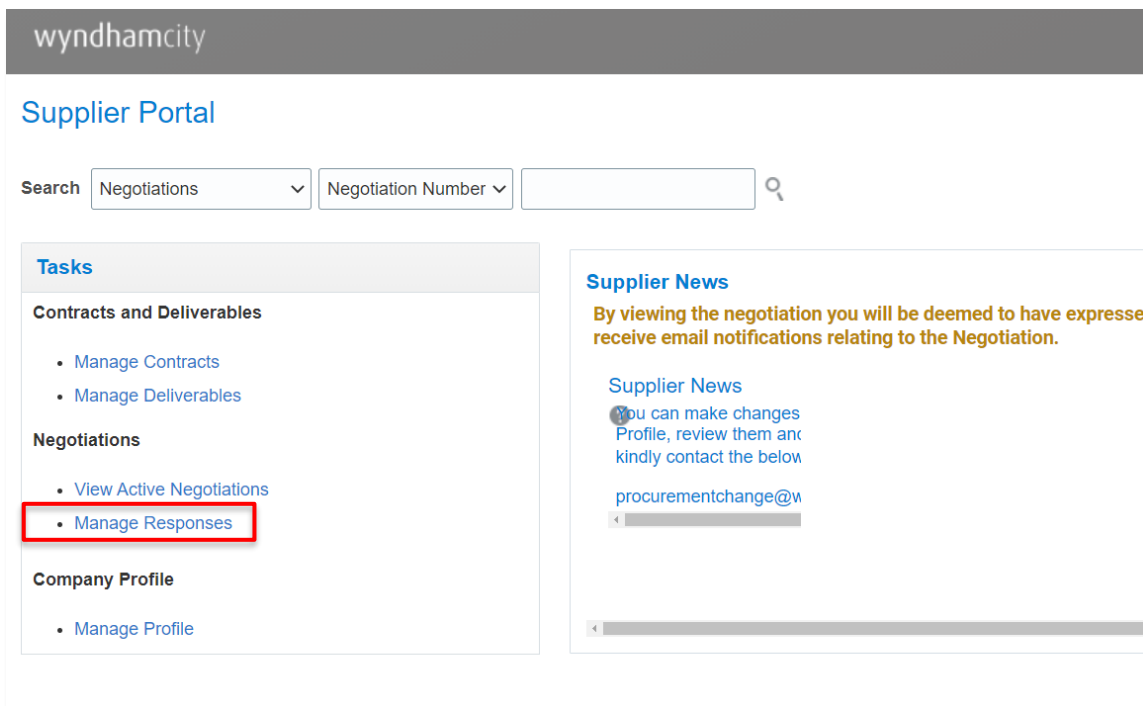 wyndhamcity
Supplier Portal
Search Negotiations Negotiation Number
Tasks
Contracts and Deliverables
Manage Contracts
Manage Deliverables
Negotiations
View Active Negotiations
Manage Responses
Company Profile
Manage Profile
Supplier News
By viewing the negotiation you will be deemed to have expresse
receive email notifications relating to the Negotiation.
Supplier News
You can make changes
Profile, review them and
kindly contact the below
procurementchange@w